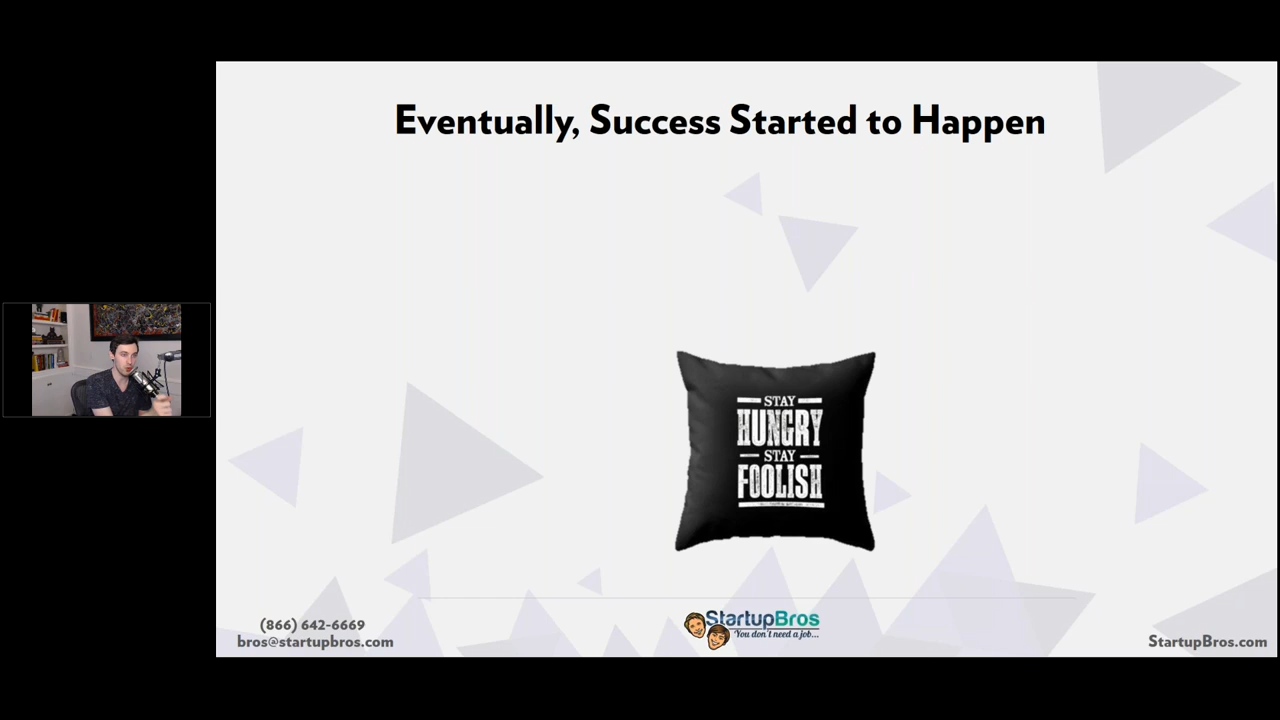 Eventually, Success Started to Happen
STAY
HUNGRY
STAY
FOOLISH
(866) 642-6669
bros@startupbros.com
StartupBros
You don't need a job...
StartupBros.com